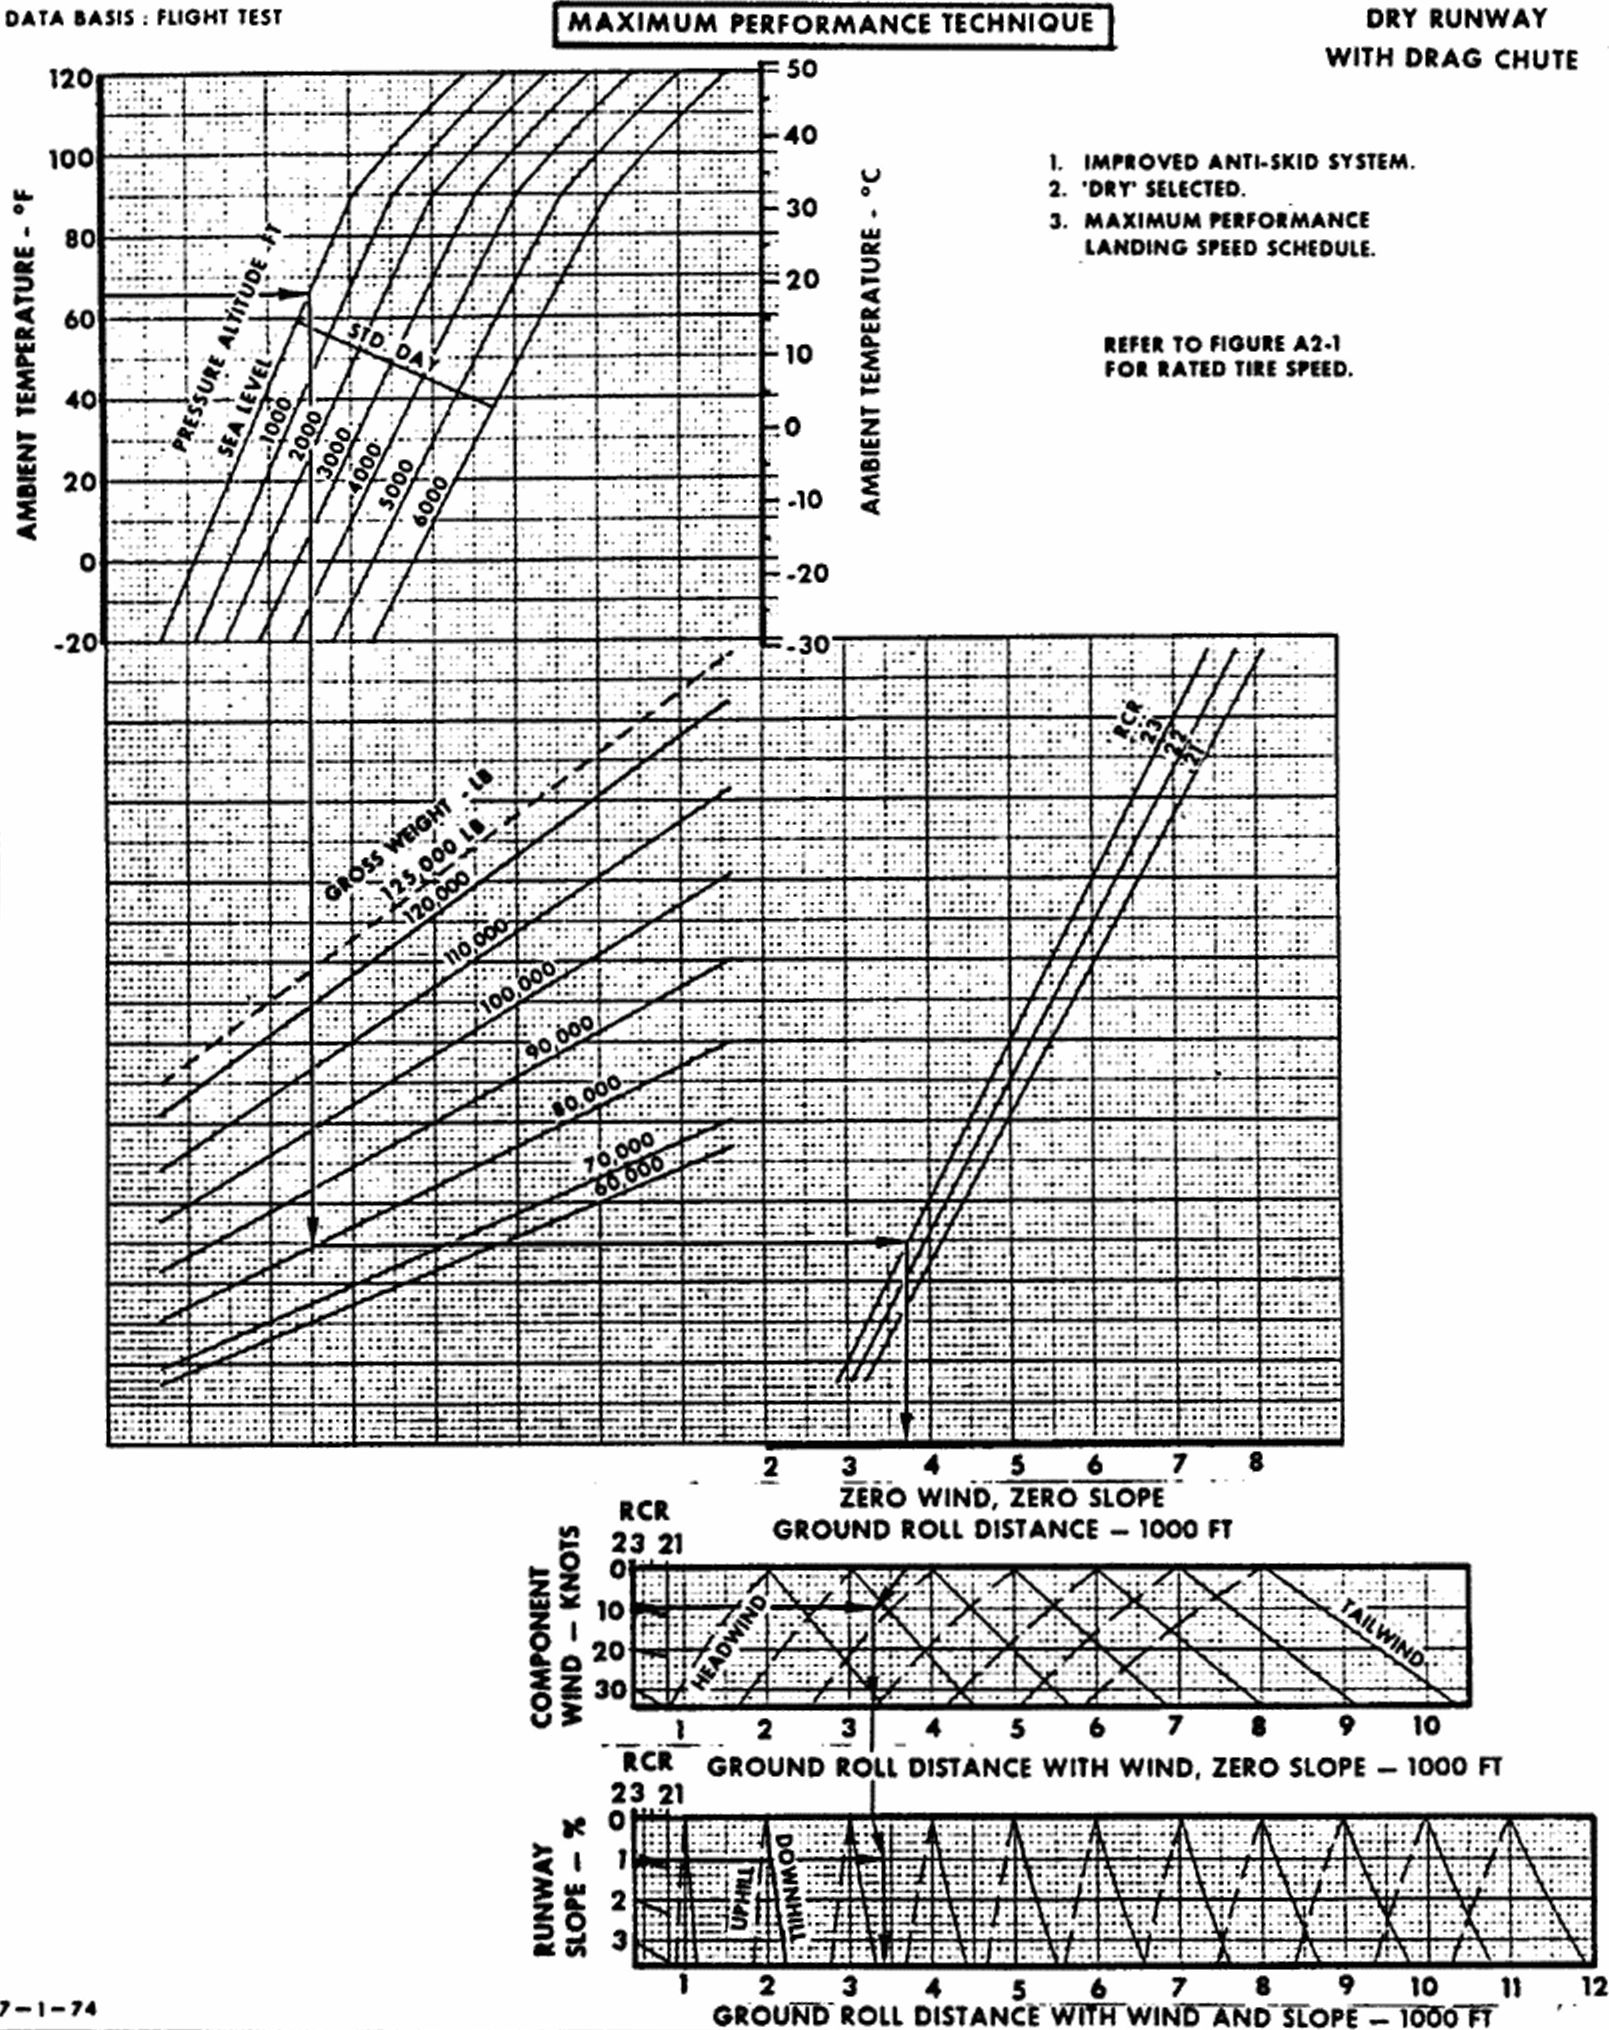 DATA BASIS : FLIGHT TEST
MAXIMUM PERFORMANCE TECHNIQUE
DRY RUNWAY
WITH DRAG CHUTE
120
100
80
60
40
20
0
-20
AMBIENT TEMPERATURE - °F
50
40
30
20
10
0
-10
-20
-30
AMBIENT TEMPERATURE - °C
PRESSURE ALTITUDE - FT
SEA LEVEL
1000
2000
3000
4000
5000
6000
STD. DAY
1. IMPROVED ANTI-SKID SYSTEM.
2. 'DRY' SELECTED.
3. MAXIMUM PERFORMANCE
LANDING SPEED SCHEDULE.
REFER TO FIGURE A2-1
FOR RATED TIRE SPEED.
GROSS WEIGHT - LB
125,000 LB
120,000
110,000
100,000
90,000
80,000
70,000
60,000
RCR
23
22
21
2 3 4 5 6 7 8
ZERO WIND, ZERO SLOPE
GROUND ROLL DISTANCE — 1000 FT
RCR
23 21
COMPONENT
WIND — KNOTS
0
10
20
30
HEADWIND
TAILWIND
1 2 3 4 5 6 7 8 9 10
GROUND ROLL DISTANCE WITH WIND, ZERO SLOPE — 1000 FT
RCR
23 21
RUNWAY
SLOPE — %
0
1
2
3
UPHILL
DOWNHILL
1 2 3 4 5 6 7 8 9 10 11 12
GROUND ROLL DISTANCE WITH WIND AND SLOPE — 1000 FT
7-1-74